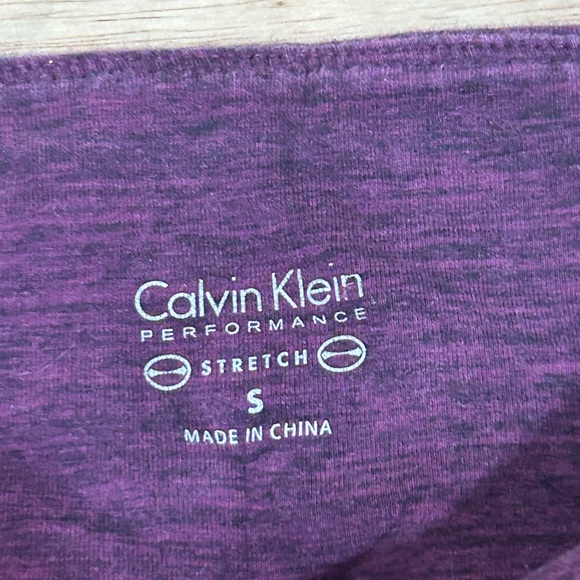 Calvin Klein
PERFORMANCE
STRETCH
S
MADE IN CHINA